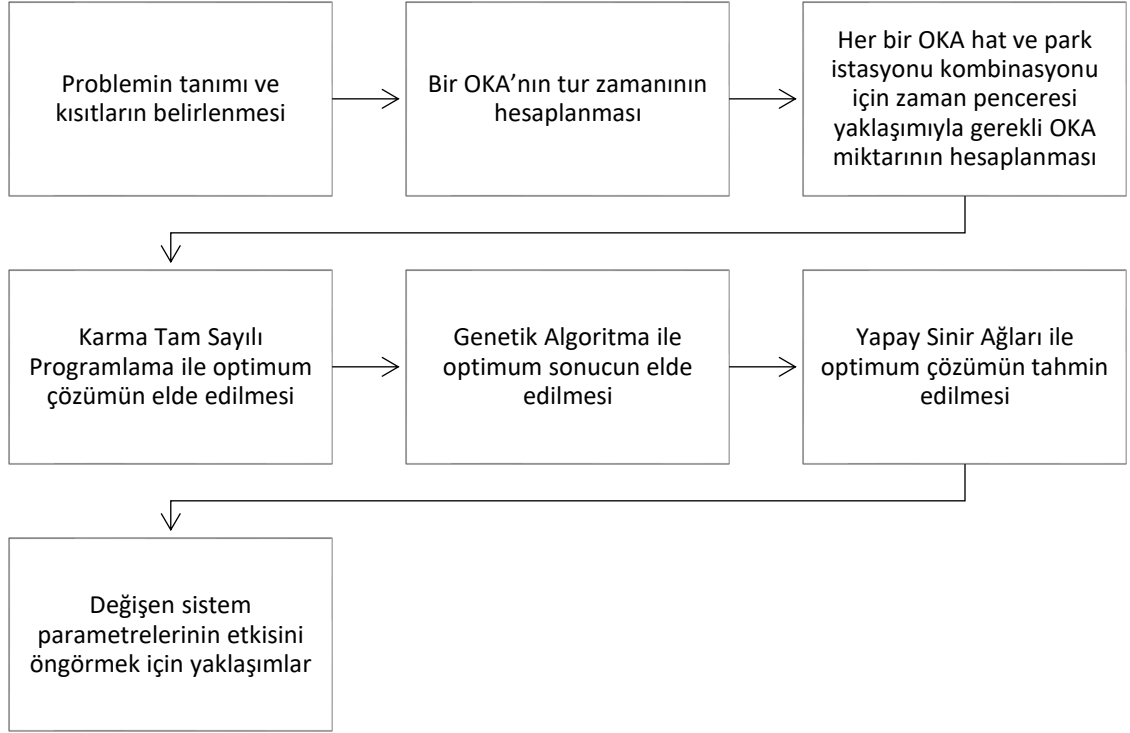 Problemin tanımı ve
kısıtların belirlenmesi
Bir OKA’nın tur zamanının
hesaplanması
Her bir OKA hat ve park
istasyonu kombinasyonu
için zaman penceresi
yaklaşımıyla gerekli OKA
miktarının hesaplanması
Karma Tam Sayılı
Programlama ile optimum
çözümün elde edilmesi
Genetik Algoritma ile
optimum sonucun elde
edilmesi
Yapay Sinir Ağları ile
optimum çözümün tahmin
edilmesi
Değişen sistem
parametrelerinin etkisini
öngörmek için yaklaşımlar